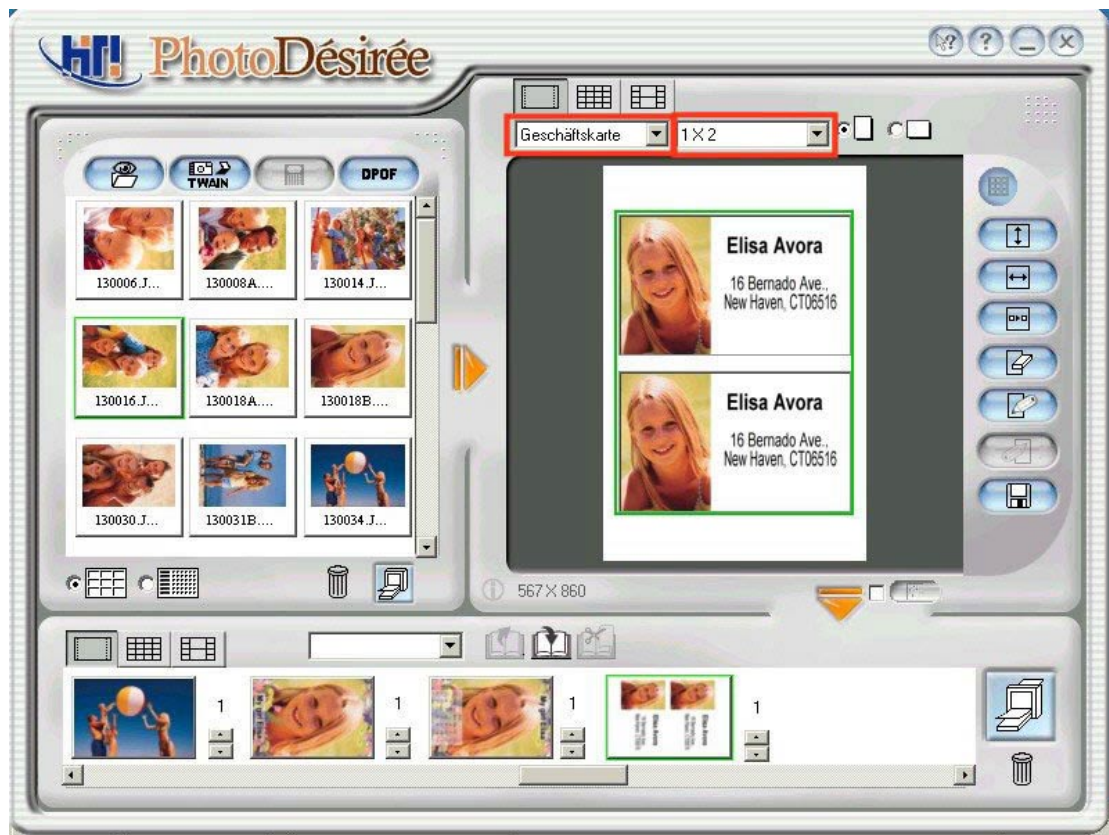 HiTi PhotoDésirée
Geschäftskarte
1 X 2
TWAIN
DPOF
130006.J...
130008A....
130014.J...
130016.J...
130018A....
130018B....
130030.J...
130031B....
130034.J...
Elisa Avora
16 Bernado Ave.,
New Haven, CT06516
Elisa Avora
16 Bernado Ave.,
New Haven, CT06516
567 X 860
1
1
1
1